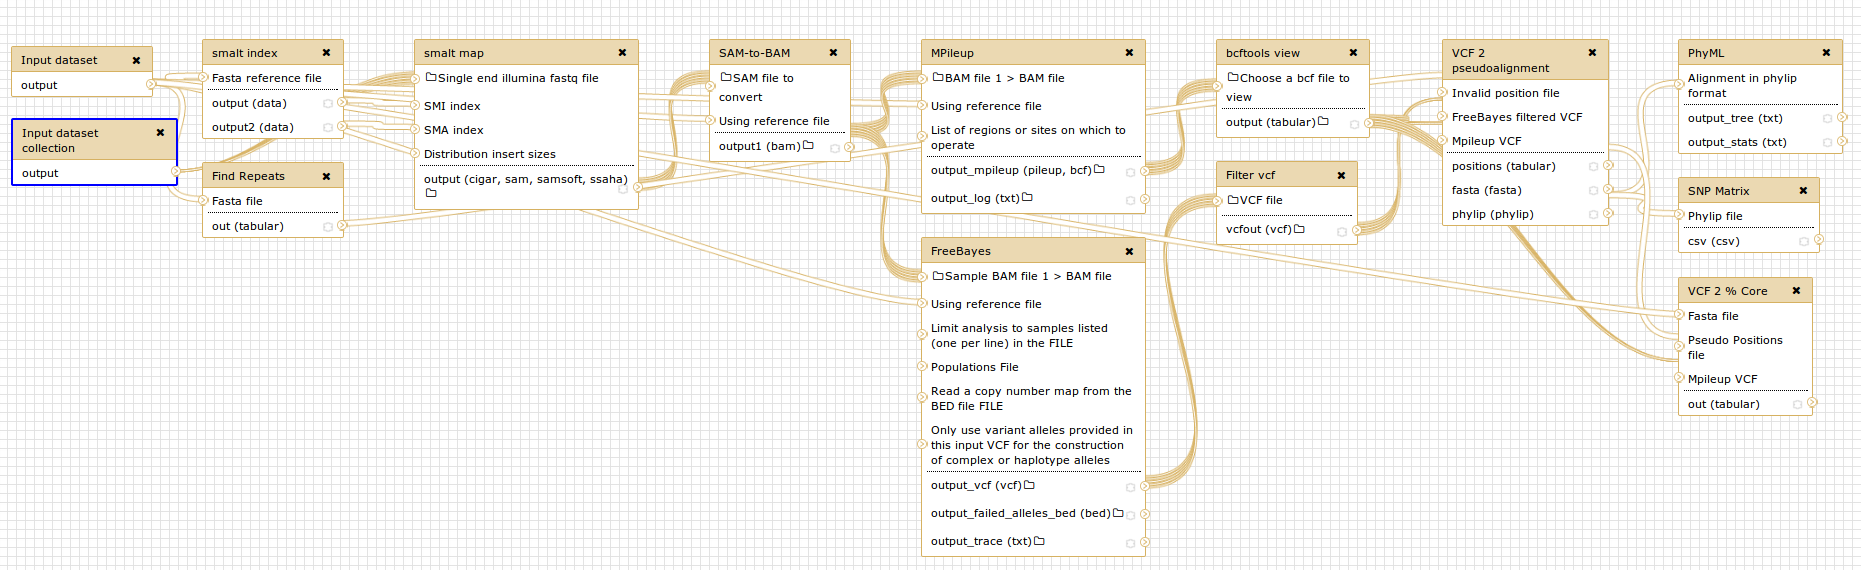 Input dataset
output
Input dataset
collection
output
smalt index
Fasta reference file
output (data)
output2 (data)
Find Repeats
Fasta file
out (tabular)
smalt map
Single end illumina fastq file
SMI index
SMA index
Distribution insert sizes
output (cigar, sam, samsoft, ssaha)
SAM-to-BAM
SAM file to
convert
Using reference file
output1 (bam)
MPileup
BAM file 1 > BAM file
Using reference file
List of regions or sites on which to
operate
output_mpileup (pileup, bcf)
output_log (txt)
FreeBayes
Sample BAM file 1 > BAM file
Using reference file
Limit analysis to samples listed
(one per line) in the FILE
Populations File
Read a copy number map from the
BED file FILE
Only use variant alleles provided in
this input VCF for the construction
of complex or haplotype alleles
output_vcf (vcf)
output_failed_alleles_bed (bed)
output_trace (txt)
bcftools view
Choose a bcf file to
view
output (tabular)
Filter vcf
VCF file
vcfout (vcf)
VCF 2
pseudoalignment
Invalid position file
FreeBayes filtered VCF
Mpileup VCF
positions (tabular)
fasta (fasta)
phylip (phylip)
PhyML
Alignment in phylip
format
output_tree (txt)
output_stats (txt)
SNP Matrix
Phylip file
csv (csv)
VCF 2 % Core
Fasta file
Pseudo Positions
file
Mpileup VCF
out (tabular)